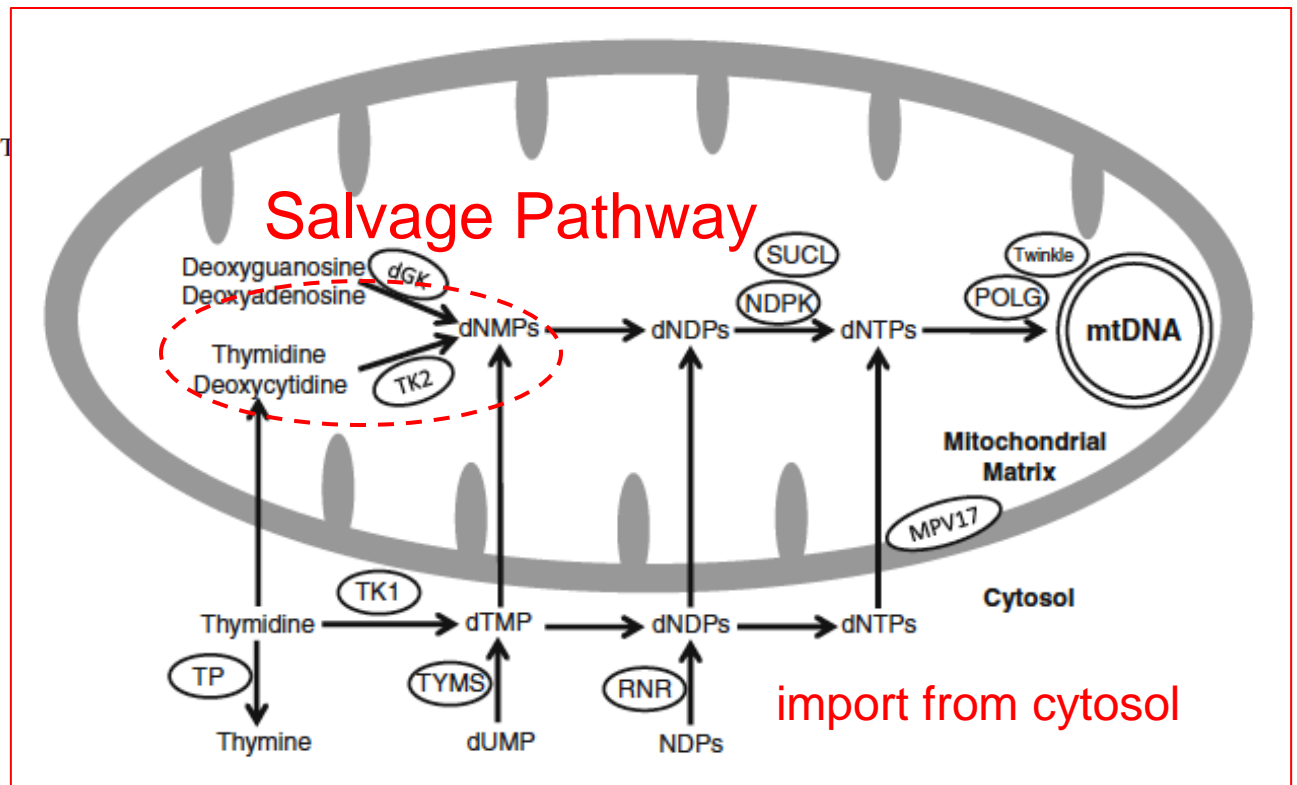 T
Salvage Pathway
Deoxyguanosine
Deoxyadenosine
dGK
SUCL
NDPK
Twinkle
POLG
dNMPs
dNDPs
dNTPs
mtDNA
Thymidine
Deoxycytidine
TK2
Mitochondrial
Matrix
MPV17
Cytosol
TK1
Thymidine
dTMP
dNDPs
dNTPs
TP
TYMS
RNR
import from cytosol
Thymine
dUMP
NDPs